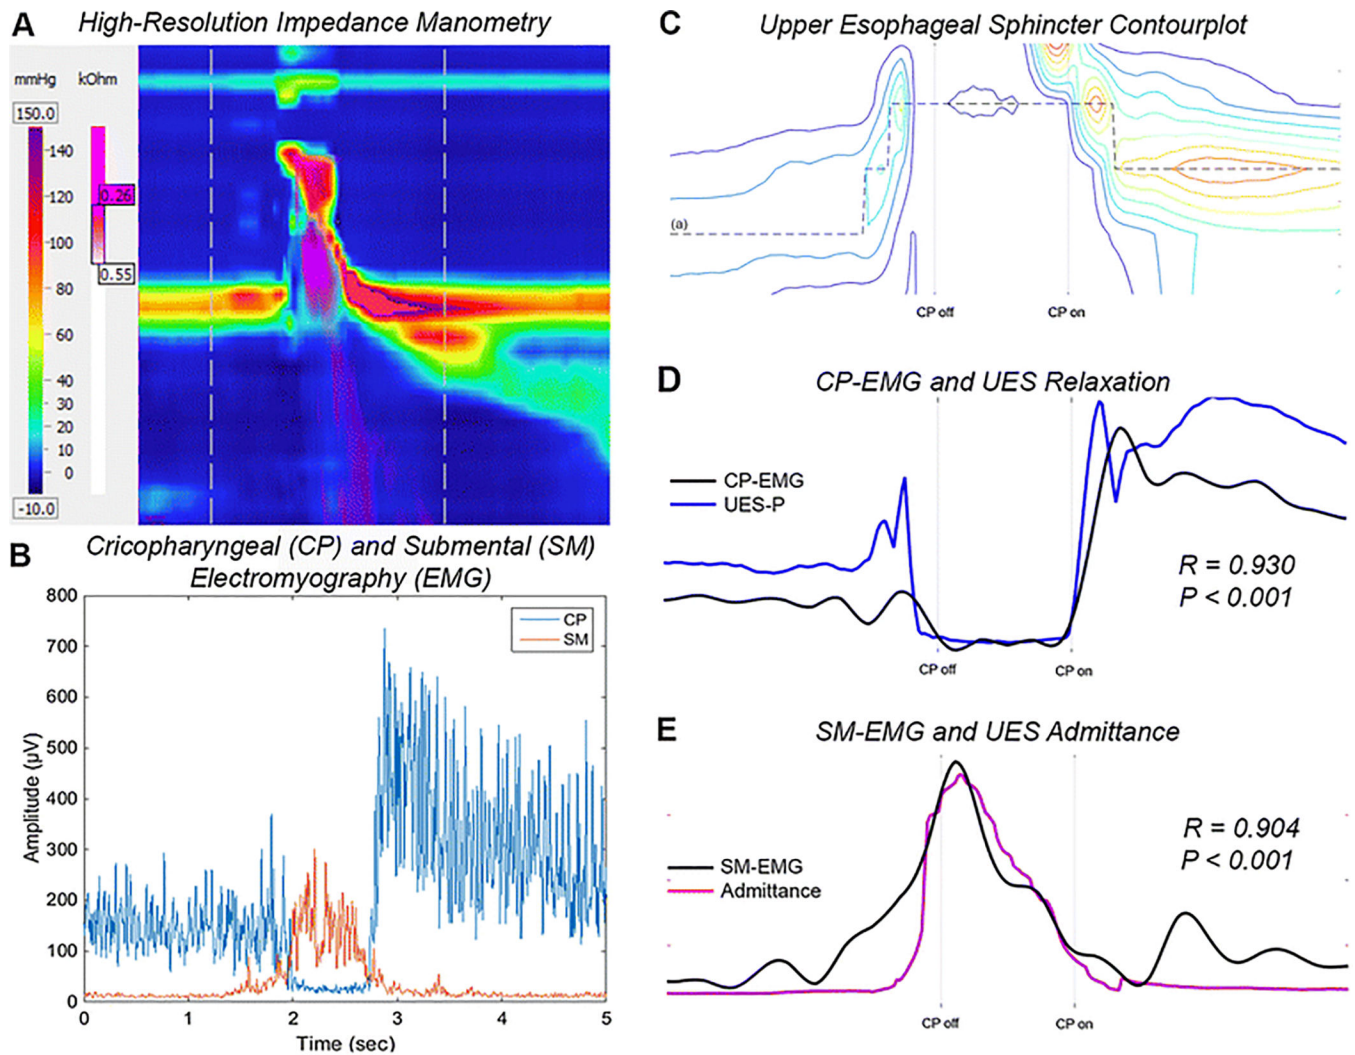 A High-Resolution Impedance Manometry
mmHg kOhm
150.0
140
120
0.26
100
0.55
80
60
40
30
20
10
0
-10.0
B Cricopharyngeal (CP) and Submental (SM)
Electromyography (EMG)
800
700
600
500
400
300
200
100
0
Amplitude (µV)
CP
SM
0 1 2 3 4 5
Time (sec)
C Upper Esophageal Sphincter Contourplot
(a)
CP off CP on
D CP-EMG and UES Relaxation
CP-EMG
UES-P
R = 0.930
P < 0.001
CP off CP on
E SM-EMG and UES Admittance
SM-EMG
Admittance
R = 0.904
P < 0.001
CP off CP on